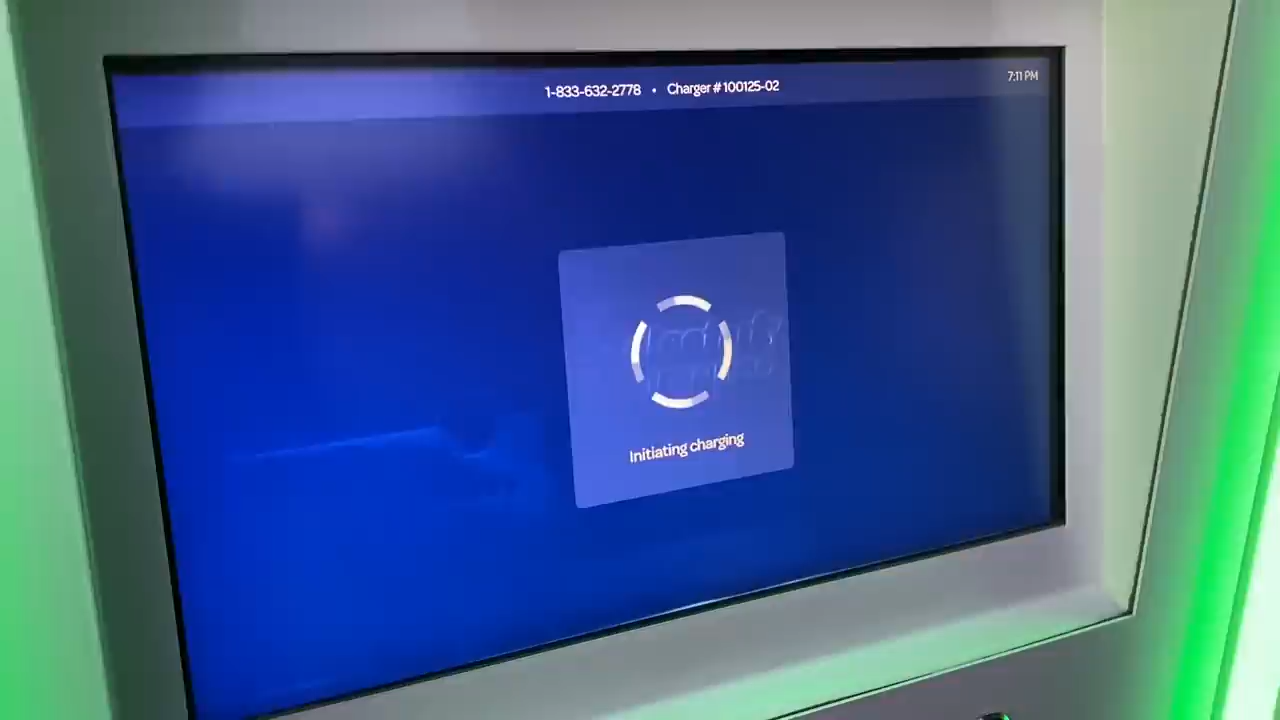 1-833-632-2778 • Charger # 100125-02
7:11 PM
Initiating charging